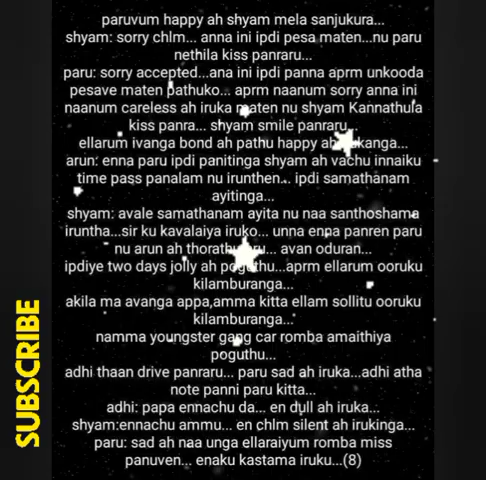 paruvum happy ah shyam mela sanjukura...
shyam: sorry chlm... anna ini ipdi pesa maten...nu paru
nethila kiss panraru...
paru: sorry accepted...ana ini ipdi panna aprm unkooda
pesave maten pathuko... aprm naanum sorry anna ini
naanum careless ah iruka maten nu shyam Kannathula
kiss panra... shyam smile panraru...
ellarum ivanga bond ah pathu happy ah
arun: enna paru ipdi panitinga shyam ah vachu innaiku
time pass panalam nu irunthen... ipdi samathanam
ayitinga...
shyam: avale samathanam ayita nu naa santhoshama
iruntha...sir ku kavalaiya iruko... unna enna panren paru
nu arun ah avan oduran...
ipdiye two days jolly ah poguthu...aprm ellarum ooruku
kilamburanga...
akila ma avanga appa,amma kitta ellam sollitu ooruku
kilamburanga...
namma youngster gang car romba amaithiya
poguthu...
adhi thaan drive panraru... paru sad ah iruka...adhi atha
note panni paru kitta...
adhi: papa ennachu da... en dull ah iruka...
shyam:ennachu ammu... en chlm silent ah irukinga...
paru: sad ah naa unga ellaraiyum romba miss
panuven... enaku kastama iruku...(8)
SUBSCRIBE